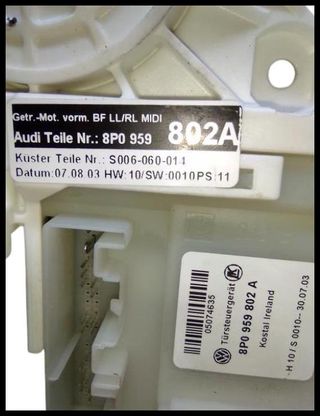 Getr.-Mot. vorm. BF LL/RL MIDI
Audi Teile Nr.: 8P0 959 802A
Küster Teile Nr.: S006-060-014
Datum:07.08.03 HW:10/SW:0010PS:11
05074635
Türsteuergerät
8P0 959 802 A
Kostal Ireland
H 10 / S 0010-- 30.07.03